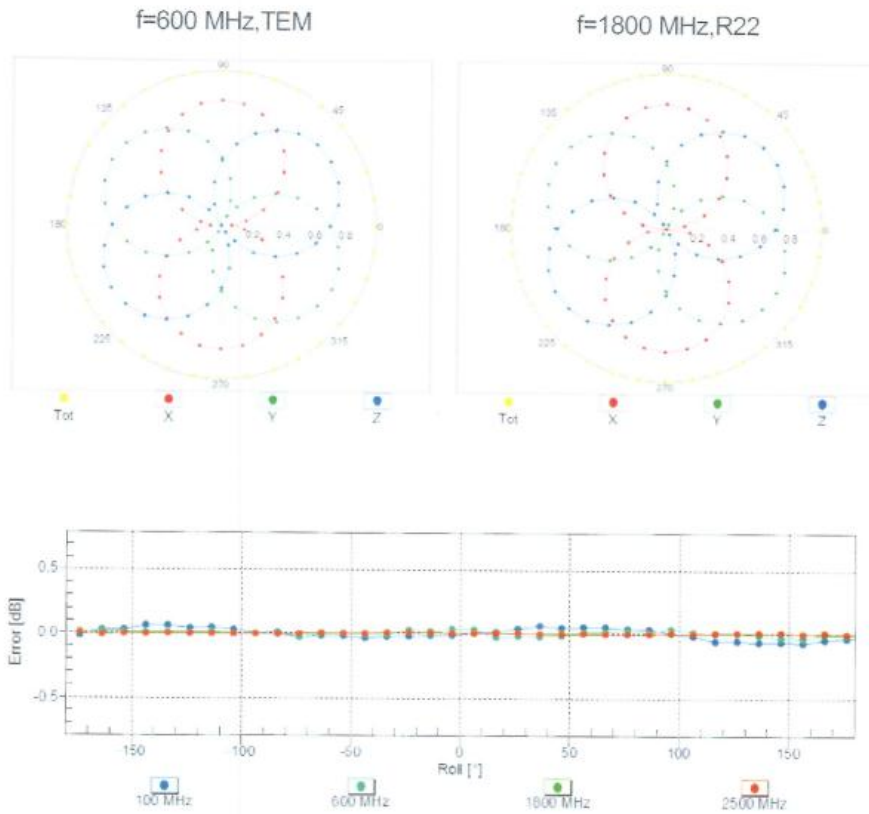 f=600 MHz,TEM
f=1800 MHz,R22
90
135
45
180
0.2
0.4
0.6
0.8
0
225
315
270
Tot
X
Y
Z
90
135
45
180
0.2
0.4
0.6
0.8
0
225
315
270
Tot
X
Y
Z
Error [dB]
0.5
0.0
-0.5
150
100
-50
0
50
100
150
Roll [°]
100 MHz
600 MHz
1800 MHz
2500 MHz